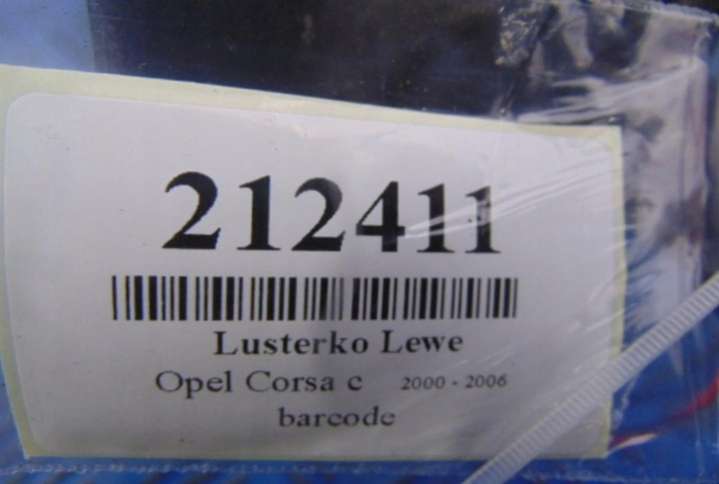 212411
Lusterko Lewe
Opel Corsa c 2000 - 2006
barcode